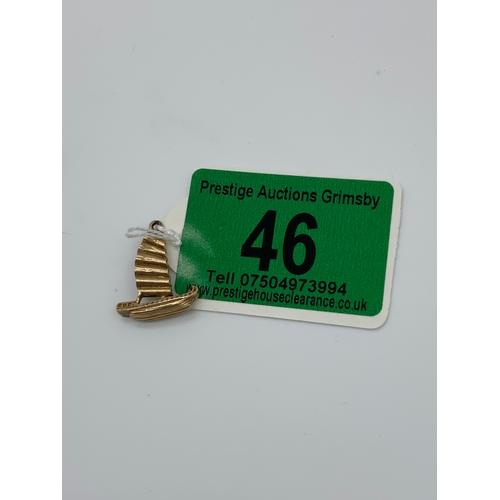 Prestige Auctions Grimsby
46
Tell 07504973994
www.prestigehouseclearance.co.uk